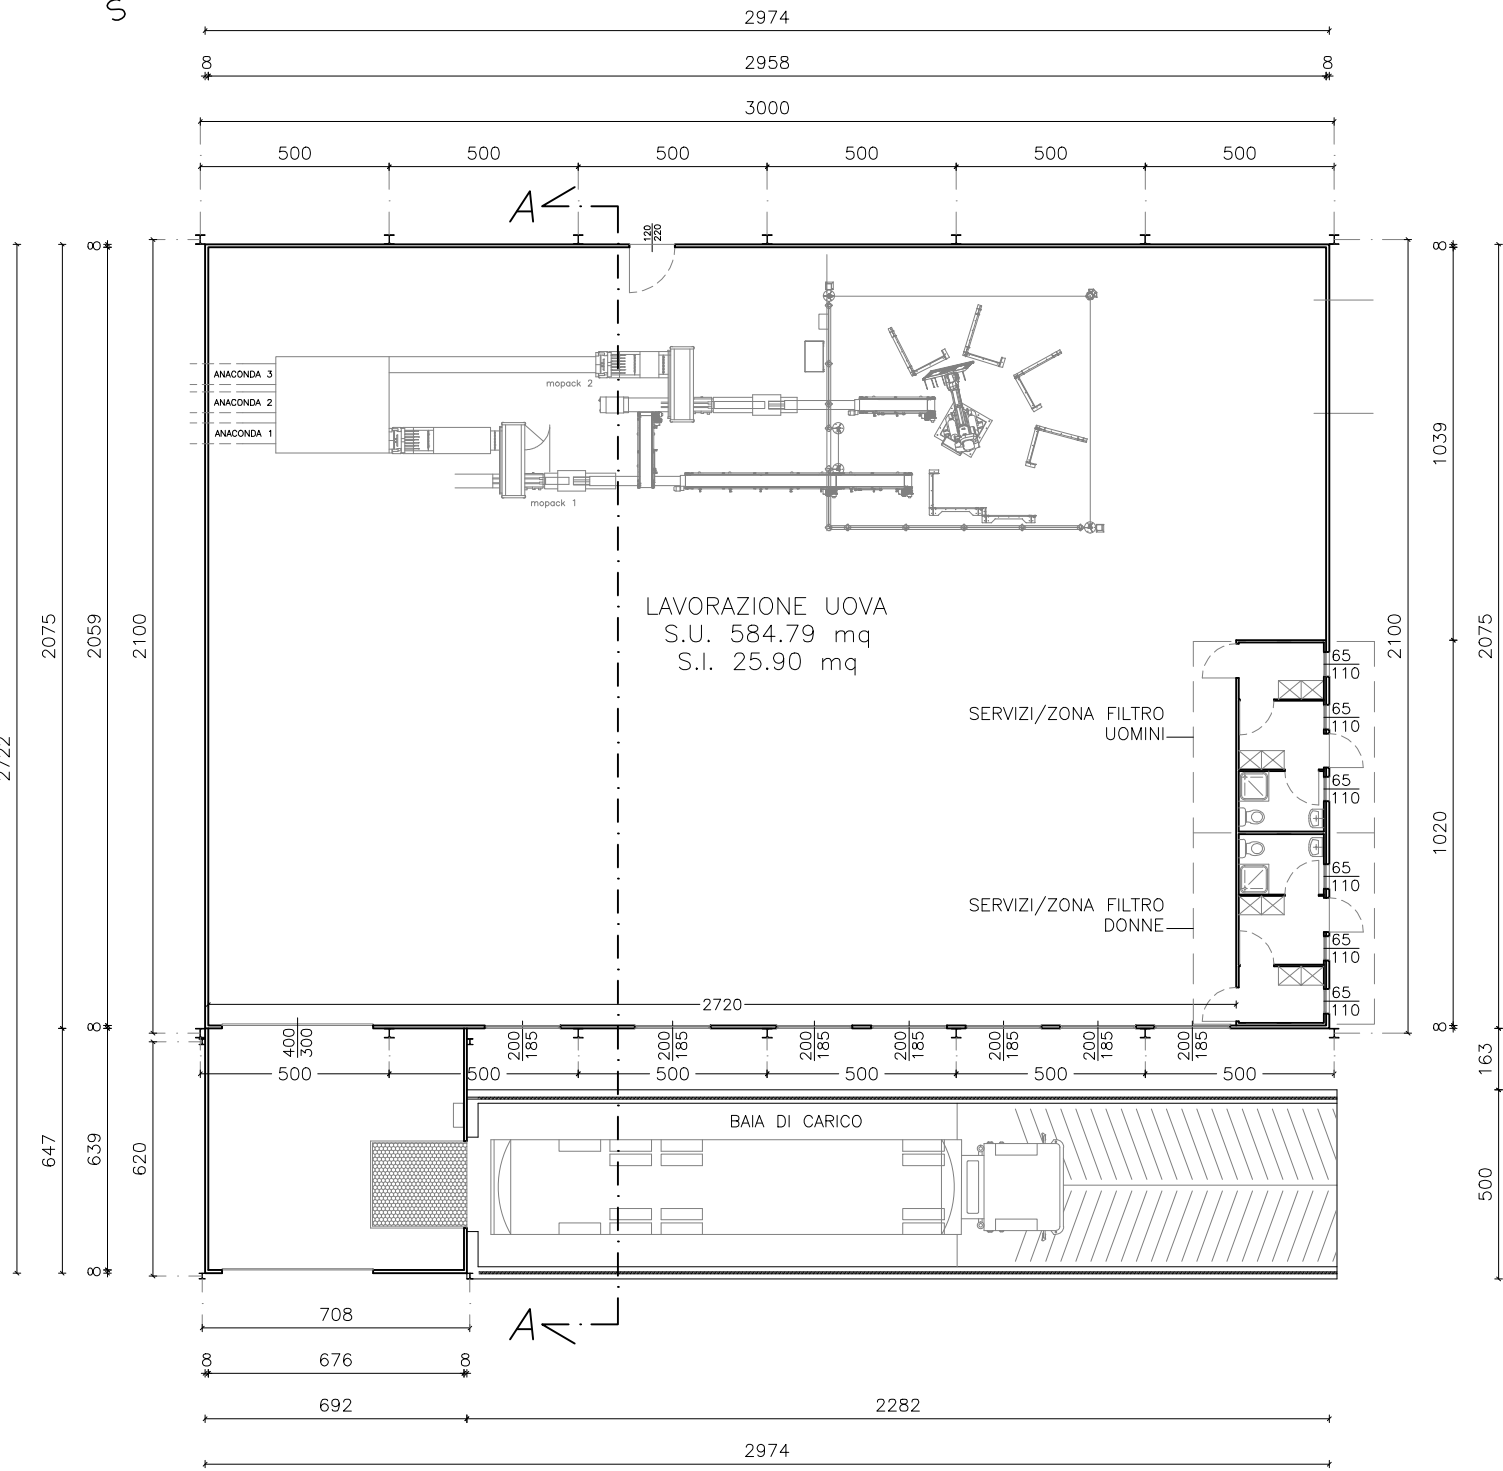 S
2974
8 2958 8
3000
500 500 500 500 500 500
A
120
220
8
8
ANACONDA 3
ANACONDA 2
ANACONDA 1
mopack 2
mopack 1
1039
LAVORAZIONE UOVA
S.U. 584.79 mq
S.I. 25.90 mq
2722
2075
2059
2100
2100
2075
65
110
SERVIZI/ZONA FILTRO
UOMINI
65
110
65
110
1020
65
110
SERVIZI/ZONA FILTRO
DONNE
65
110
65
110
2720
8
8
400
300
200
185
200
185
200
185
200
185
200
185
200
185
200
185
200
185
163
500 500 500 500 500 500
BAIA DI CARICO
647
639
620
500
8
708
A
8 676 8
692 2282
2974